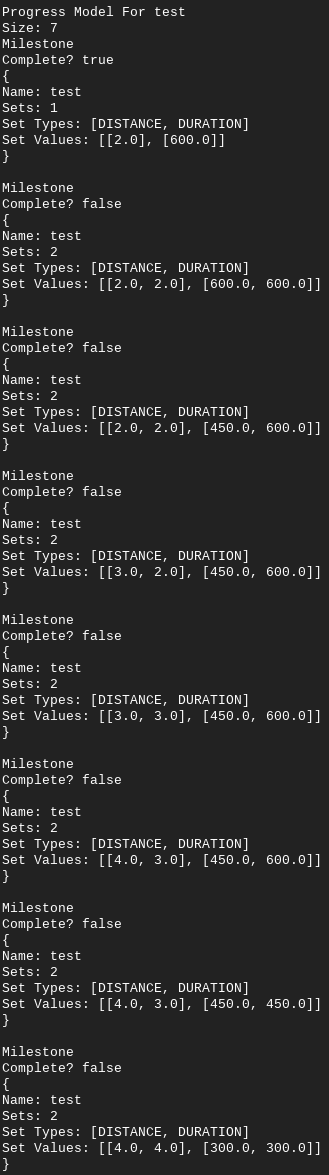 Progress Model For test
Size: 7
Milestone
Complete? true
{
Name: test
Sets: 1
Set Types: [DISTANCE, DURATION]
Set Values: [[2.0], [600.0]]
}

Milestone
Complete? false
{
Name: test
Sets: 2
Set Types: [DISTANCE, DURATION]
Set Values: [[2.0, 2.0], [600.0, 600.0]]
}

Milestone
Complete? false
{
Name: test
Sets: 2
Set Types: [DISTANCE, DURATION]
Set Values: [[2.0, 2.0], [450.0, 600.0]]
}

Milestone
Complete? false
{
Name: test
Sets: 2
Set Types: [DISTANCE, DURATION]
Set Values: [[3.0, 2.0], [450.0, 600.0]]
}

Milestone
Complete? false
{
Name: test
Sets: 2
Set Types: [DISTANCE, DURATION]
Set Values: [[3.0, 3.0], [450.0, 600.0]]
}

Milestone
Complete? false
{
Name: test
Sets: 2
Set Types: [DISTANCE, DURATION]
Set Values: [[4.0, 3.0], [450.0, 600.0]]
}

Milestone
Complete? false
{
Name: test
Sets: 2
Set Types: [DISTANCE, DURATION]
Set Values: [[4.0, 3.0], [450.0, 450.0]]
}

Milestone
Complete? false
{
Name: test
Sets: 2
Set Types: [DISTANCE, DURATION]
Set Values: [[4.0, 4.0], [300.0, 300.0]]
}